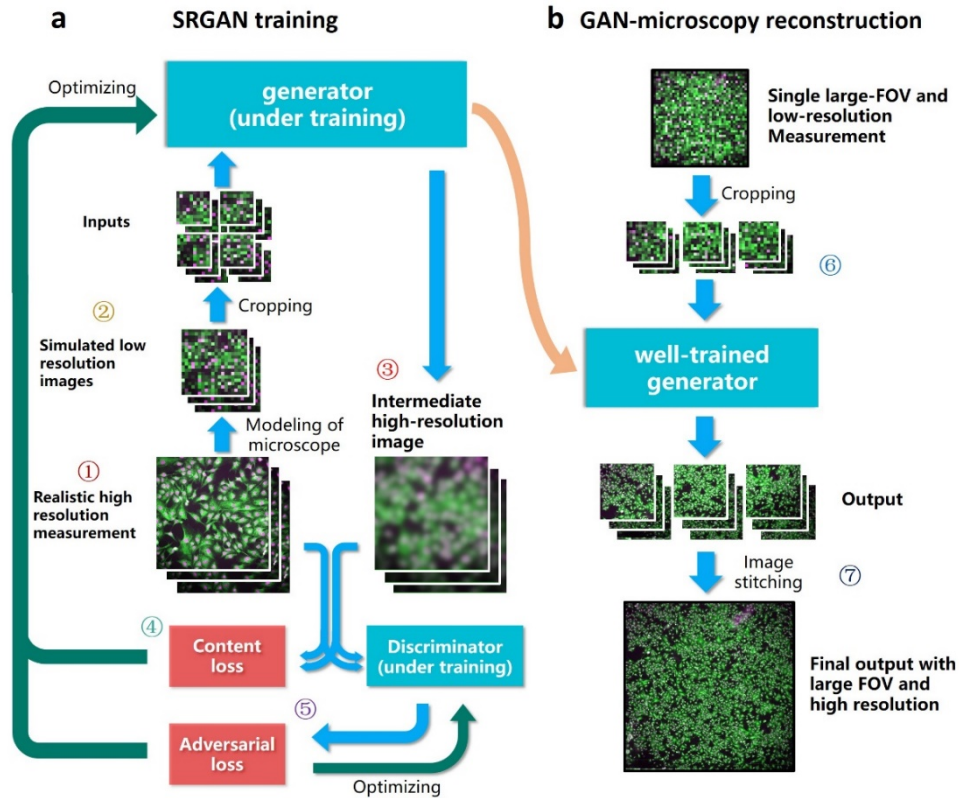 a SRGAN training
Optimizing
generator
(under training)
Inputs
②
Cropping
Simulated low
resolution
images
Modeling of
microscope
①
Realistic high
resolution
measurement
③
Intermediate
high-resolution
image
④
Content
loss
Discriminator
(under training)
⑤
Adversarial
loss
Optimizing
b GAN-microscopy reconstruction
Single large-FOV and
low-resolution
Measurement
Cropping
⑥
well-trained
generator
Output
Image
stitching
⑦
Final output with
large FOV and
high resolution